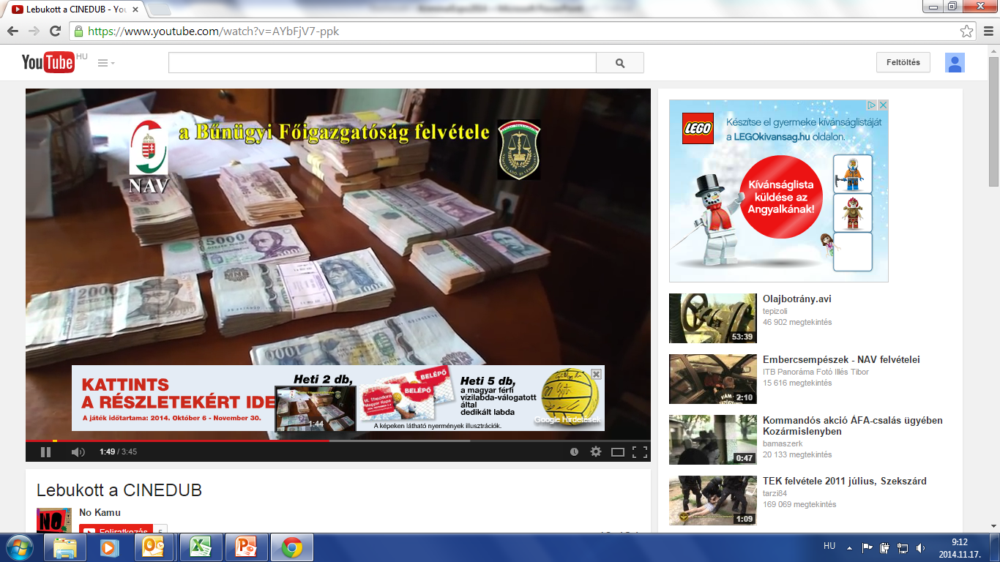 Lebukott a CINEDUB - You
https://www.youtube.com/watch?v=AYbFjV7-ppk
YouTube HU
Feltöltés
a Bűnügyi Főigazgatóság felvétele
NAV
5000
2000
1000
KATTINTS
A RÉSZLETEKÉRT IDE
A játék időtartama: 2014. Október 6 - November 30.
1:44
Heti 2 db,
BELÉPŐ
BELÉPŐ
A képeken látható nyermények illusztrációk.
Heti 5 db,
a magyar férfi
vízilabda-válogatott
által
dedikált labda
Google Hirdetések
1:49 / 3:45
Lebukott a CINEDUB
NO
No Kamu
Feliratkozás 5
LEGO
Készítse el gyermeke kívánságlistáját
a LEGOkivansag.hu oldalon.
Kívánságlista
küldése az
Angyalkának!
Olajbotrány.avi
tepizoli
46 902 megtekintés
53:39
Embercsempészek - NAV felvételei
ITB Panoráma Fotó Illés Tibor
15 616 megtekintés
2:10
Kommandós akció ÁFA-csalás ügyében
Kozármislenyben
bamaszerk
20 133 megtekintés
0:47
TEK felvétele 2011 július, Szekszárd
tarzi84
169 069 megtekintés
1:09
HU
9:12
2014.11.17.